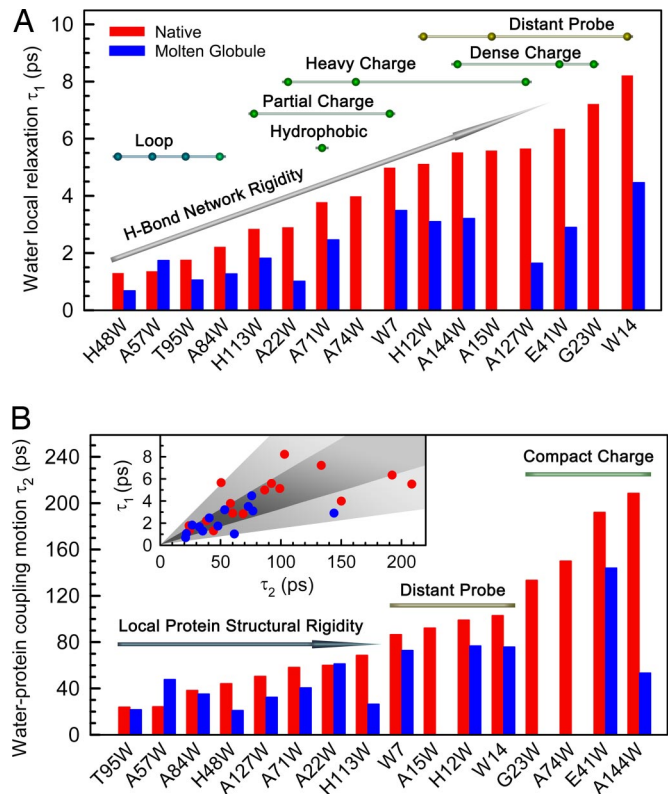 A
Native
Molten Globule
Distant Probe
Dense Charge
Heavy Charge
Partial Charge
Hydrophobic
Loop
H-Bond Network Rigidity
Water local relaxation τ1 (ps)
10
8
6
4
2
0
H48W A57W T95W A84W H113W A22W A71W A74W W7 H12W A144W A15W A127W E41W G23W W14
B
Compact Charge
Distant Probe
Local Protein Structural Rigidity
Water-protein coupling motion τ2 (ps)
240
200
160
120
80
40
0
τ1 (ps)
8
6
4
2
0
0 50 100 150 200
τ2 (ps)
T95W A57W A84W H48W A127W A71W A22W H113W W7 A15W H12W W14 G23W A74W E41W A144W